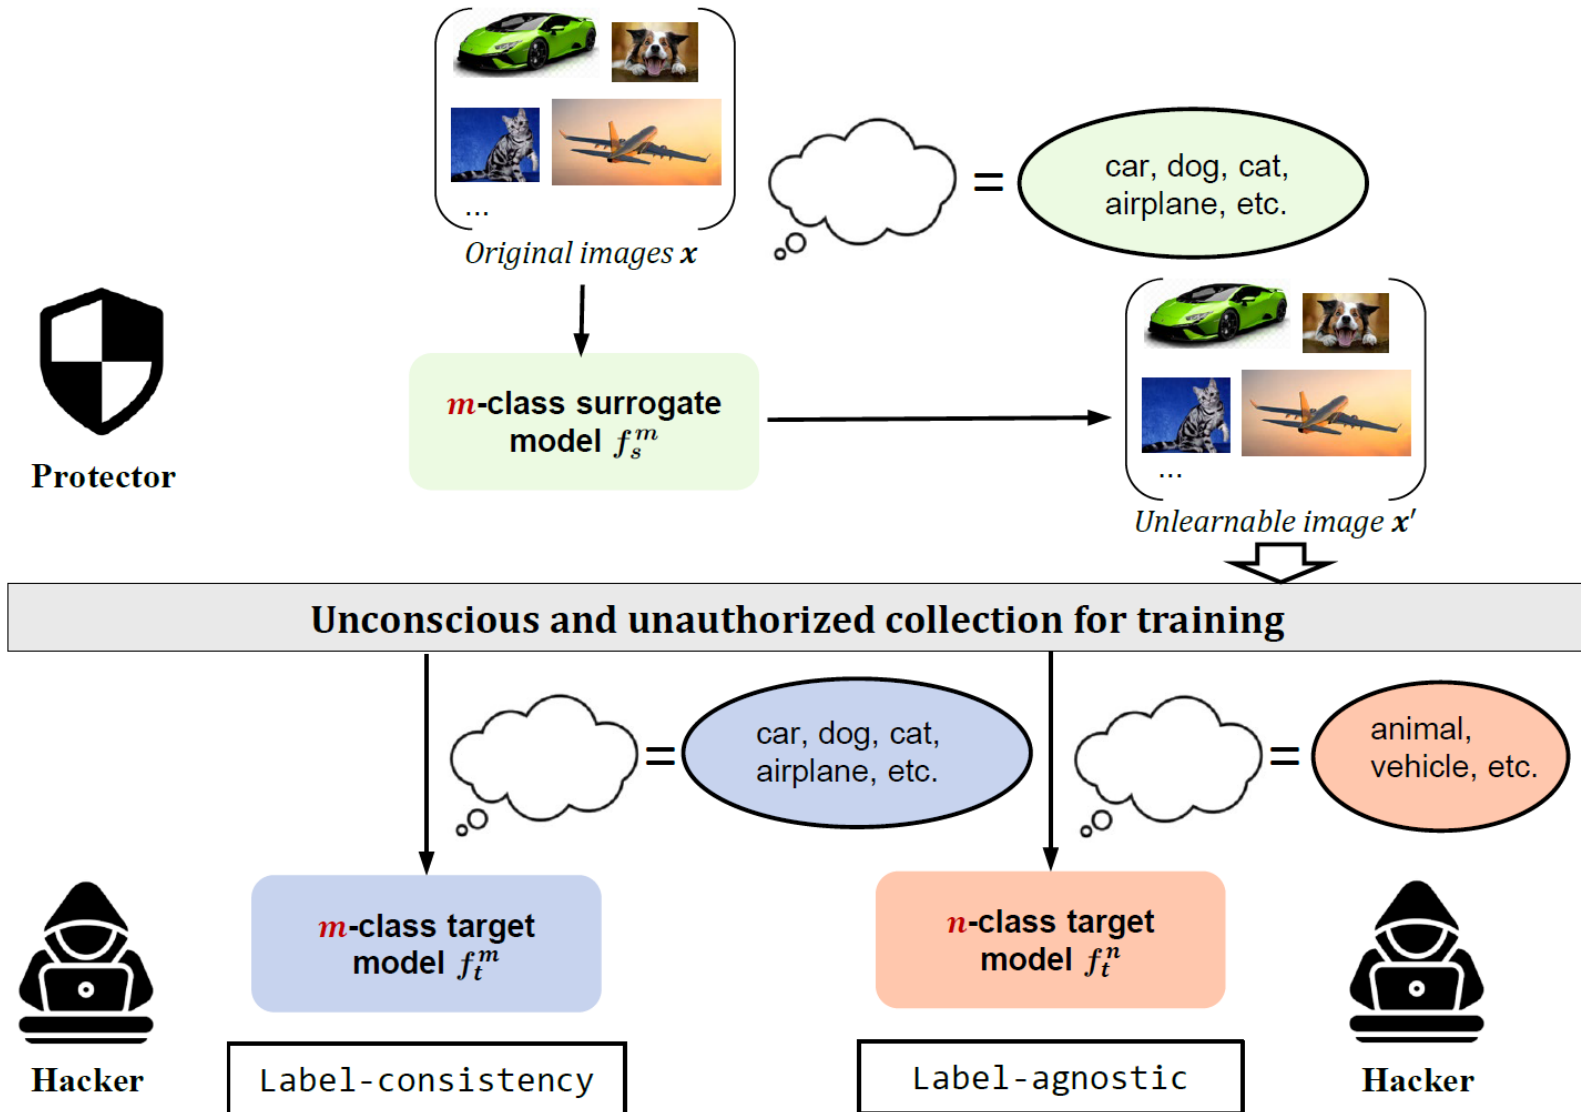 ...
Original images x
=
car, dog, cat,
airplane, etc.
Protector
m-class surrogate
model f_s^m
...
Unlearnable image x'
Unconscious and unauthorized collection for training
=
car, dog, cat,
airplane, etc.
=
animal,
vehicle, etc.
m-class target
model f_t^m
n-class target
model f_t^n
Hacker
Label-consistency
Label-agnostic
Hacker